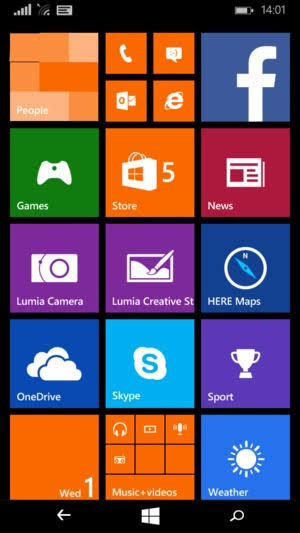 14:01
People
f
Games
Store
5
News
Lumia Camera
Lumia Creative St
N
HERE Maps
OneDrive
Skype
Sport
Wed 1
Music+videos
Weather